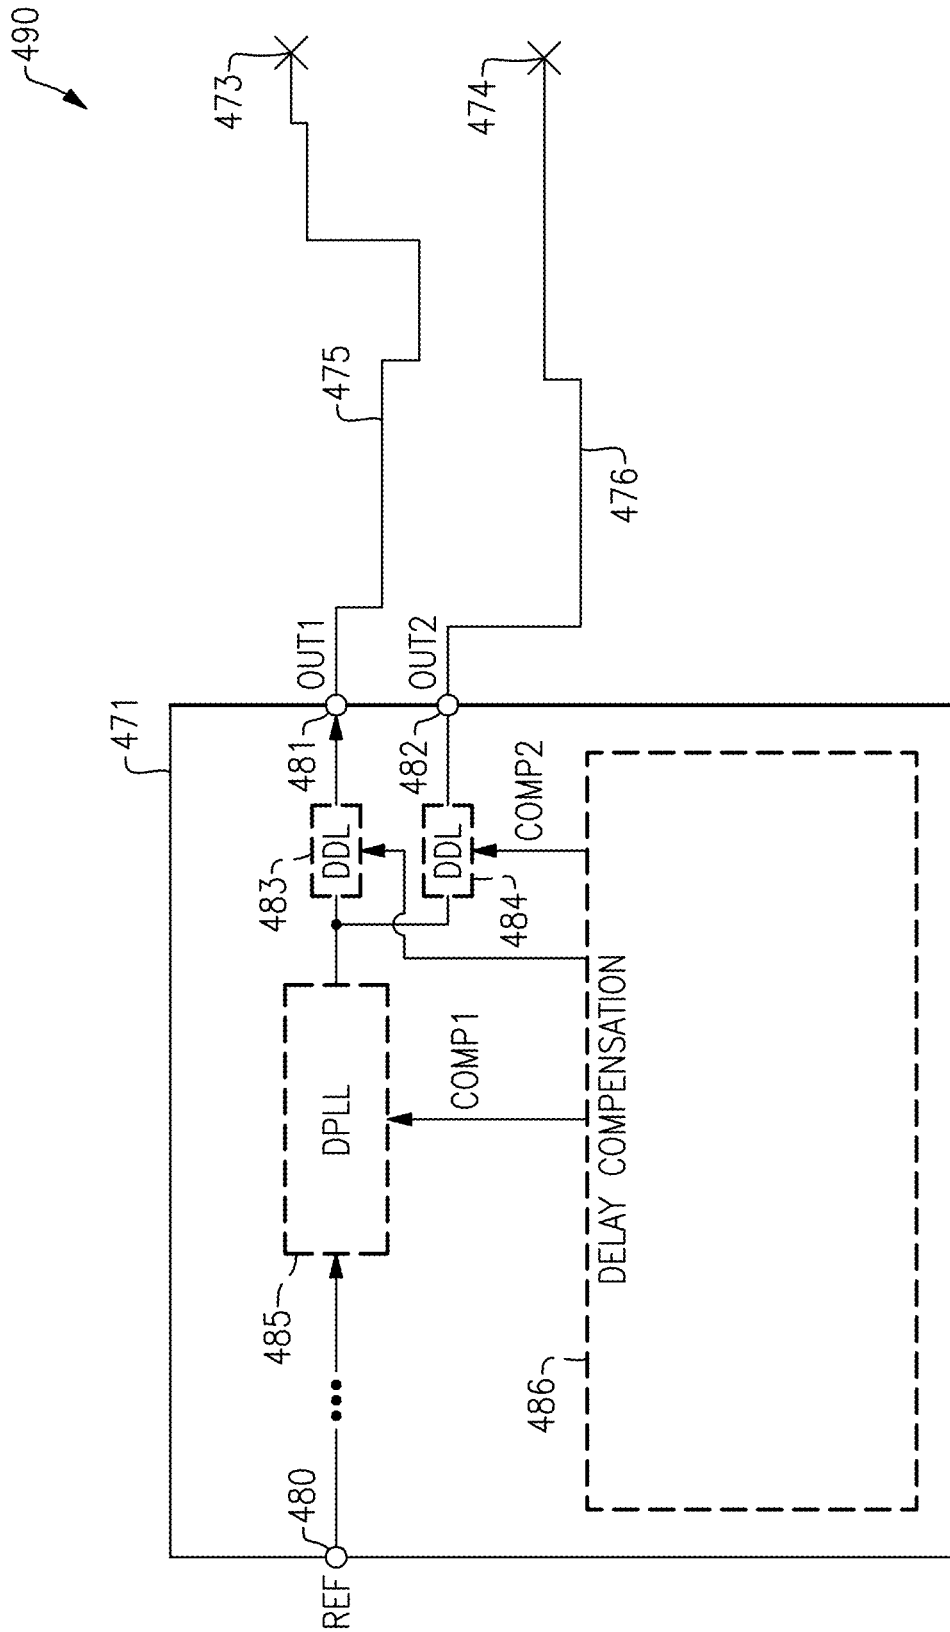 490
473
474
475
476
471
OUT1
OUT2
481
482
483
DDL
DDL
484
COMP2
DPLL
COMP1
485
DELAY COMPENSATION
486
480
REF